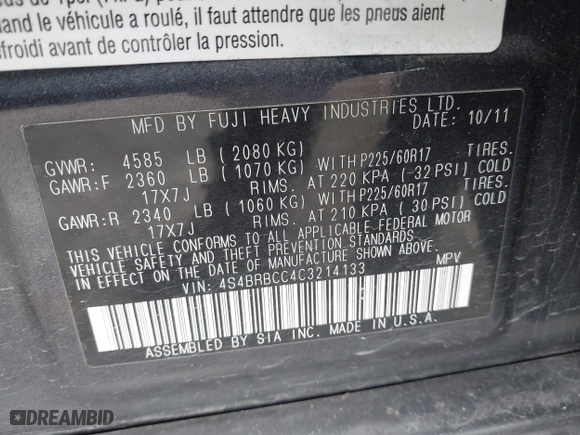 and le véhicule a roulé, il faut attendre que les pneus aient
efroidi avant de contrôler la pression.
MFD BY FUJI HEAVY INDUSTRIES LTD.
DATE: 10/11
GVWR: 4585 LB (2080 KG)
GAWR:F 2360 LB (1070 KG) WITH P225/60R17 TIRES.
17X7J RIMS. AT 220 KPA (-32 PSI) COLD
GAWR:R 2340 LB (1060 KG) WITH P225/60R17 TIRES.
17X7J RIMS. AT 210 KPA (30 PSI) COLD
THIS VEHICLE CONFORMS TO ALL APPLICABLE FEDERAL MOTOR
VEHICLE SAFETY AND THEFT PREVENTION STANDARDS
IN EFFECT ON THE DATE OF MANUFACTURE SHOWN ABOVE.
VIN: 4S4BRBCC4C3214133 MPV
ASSEMBLED BY SIA INC. MADE IN U.S.A.
DREAMBID